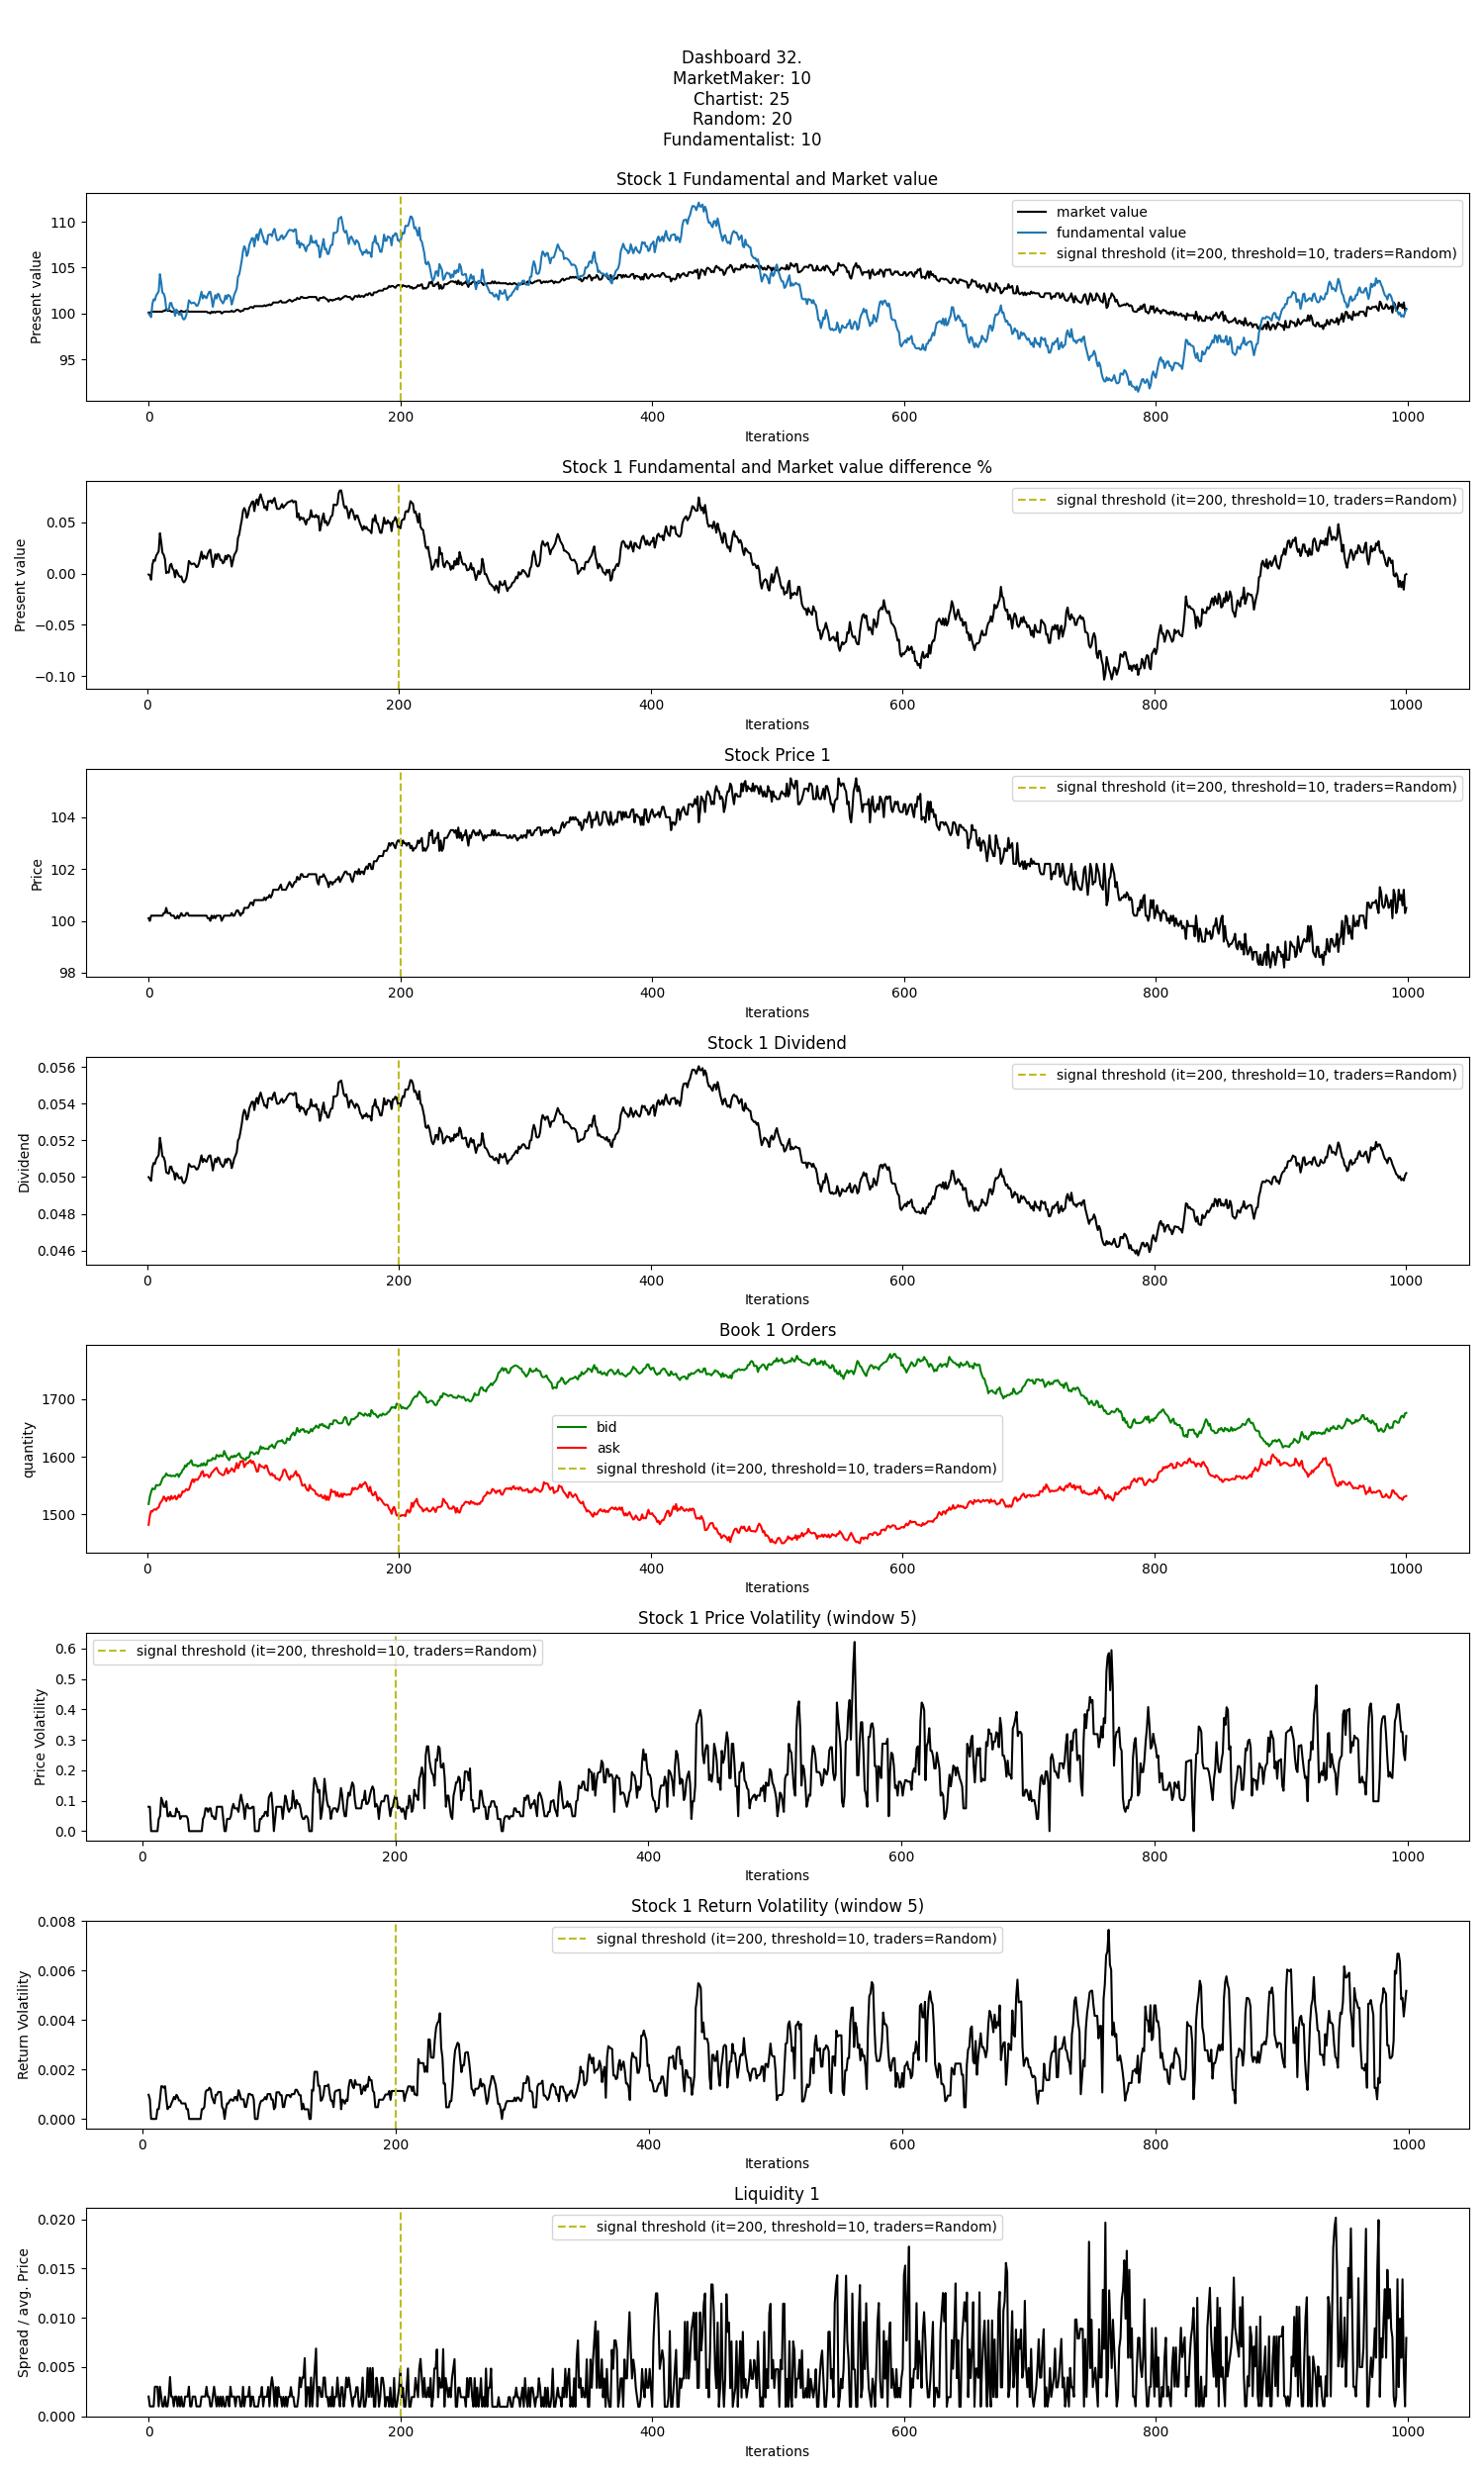 Dashboard 32.
MarketMaker: 10
Chartist: 25
Random: 20
Fundamentalist: 10
Stock 1 Fundamental and Market value
market value
fundamental value
signal threshold (it=200, threshold=10, traders=Random)
Present value
110
105
100
95
0 200 400 600 800 1000
Iterations
Stock 1 Fundamental and Market value difference %
signal threshold (it=200, threshold=10, traders=Random)
Present value
0.05
0.00
−0.05
−0.10
0 200 400 600 800 1000
Iterations
Stock Price 1
signal threshold (it=200, threshold=10, traders=Random)
Price
104
102
100
98
0 200 400 600 800 1000
Iterations
Stock 1 Dividend
signal threshold (it=200, threshold=10, traders=Random)
Dividend
0.056
0.054
0.052
0.050
0.048
0.046
0 200 400 600 800 1000
Iterations
Book 1 Orders
quantity
1700
1600
1500
bid
ask
signal threshold (it=200, threshold=10, traders=Random)
0 200 400 600 800 1000
Iterations
Stock 1 Price Volatility (window 5)
signal threshold (it=200, threshold=10, traders=Random)
Price Volatility
0.6
0.5
0.4
0.3
0.2
0.1
0.0
0 200 400 600 800 1000
Iterations
Stock 1 Return Volatility (window 5)
signal threshold (it=200, threshold=10, traders=Random)
Return Volatility
0.008
0.006
0.004
0.002
0.000
0 200 400 600 800 1000
Iterations
Liquidity 1
signal threshold (it=200, threshold=10, traders=Random)
Spread / avg. Price
0.020
0.015
0.010
0.005
0.000
0 200 400 600 800 1000
Iterations